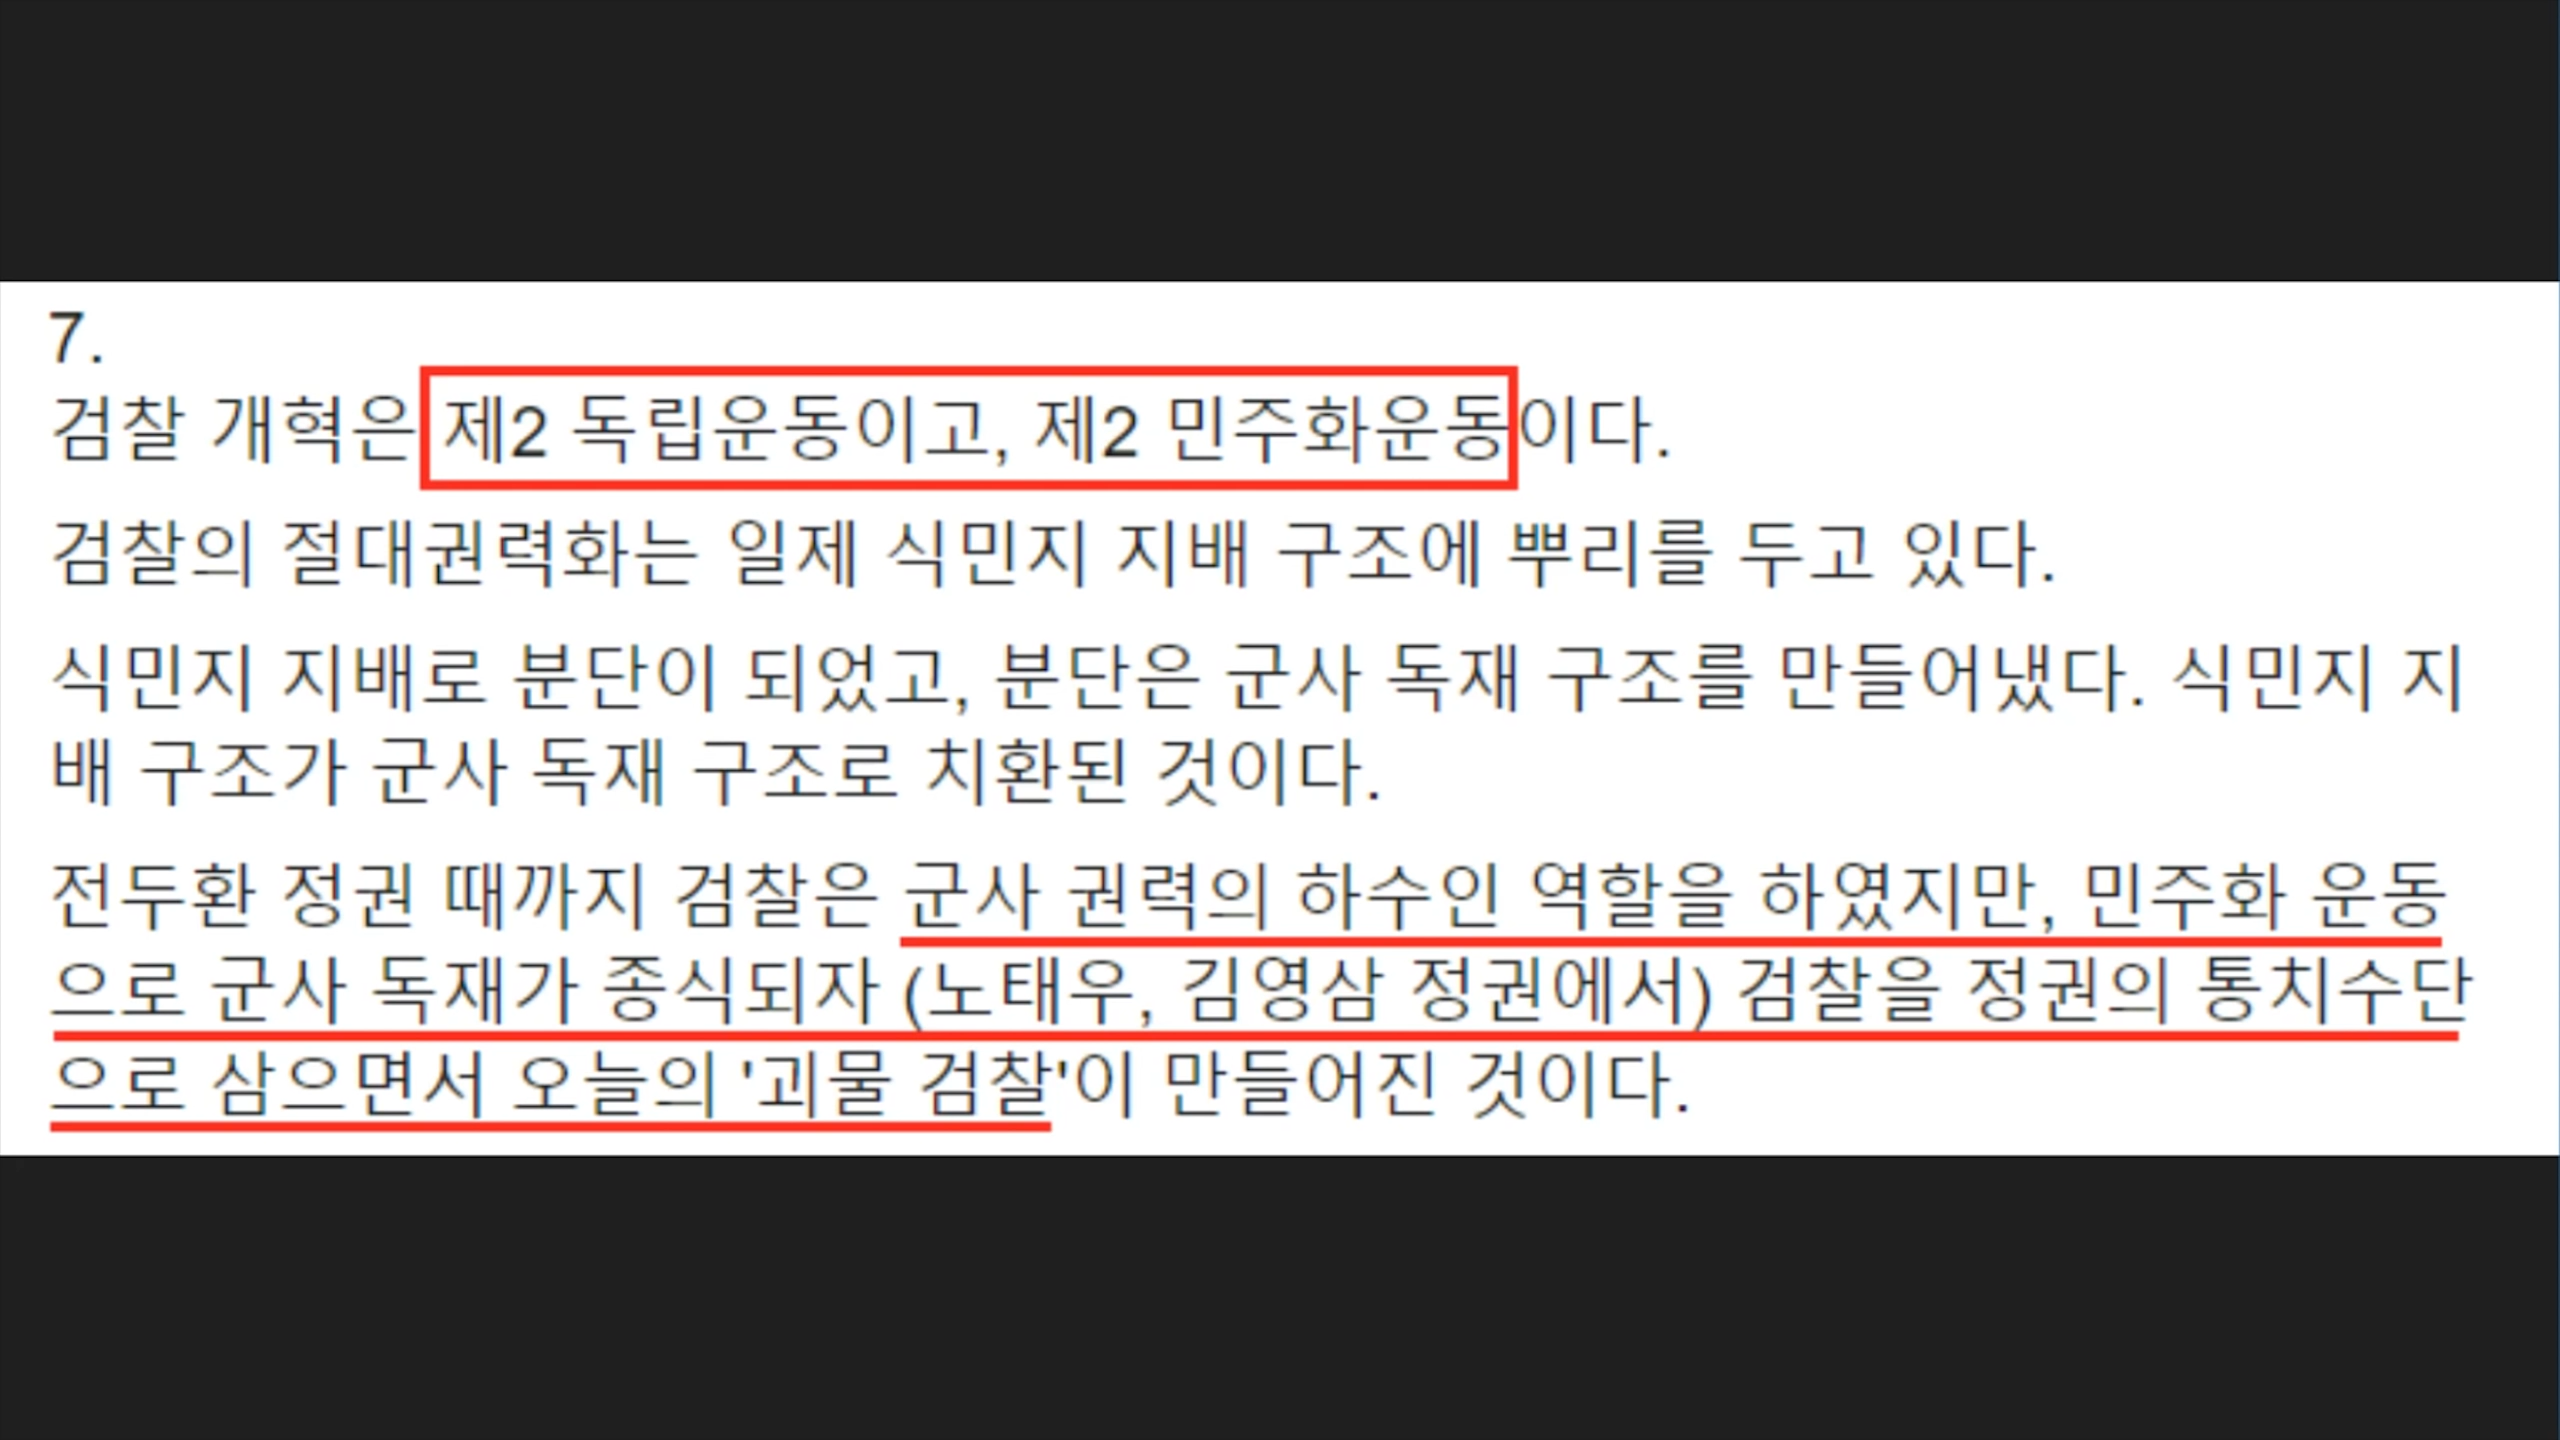 7.
검찰 개혁은 제2 독립운동이고, 제2 민주화운동이다.
검찰의 절대권력화는 일제 식민지 지배 구조에 뿌리를 두고 있다.
식민지 지배로 분단이 되었고, 분단은 군사 독재 구조를 만들어냈다. 식민지 지
배 구조가 군사 독재 구조로 치환된 것이다.
전두환 정권 때까지 검찰은 군사 권력의 하수인 역할을 하였지만, 민주화 운동
으로 군사 독재가 종식되자 (노태우, 김영삼 정권에서) 검찰을 정권의 통치수단
으로 삼으면서 오늘의 '괴물 검찰'이 만들어진 것이다.